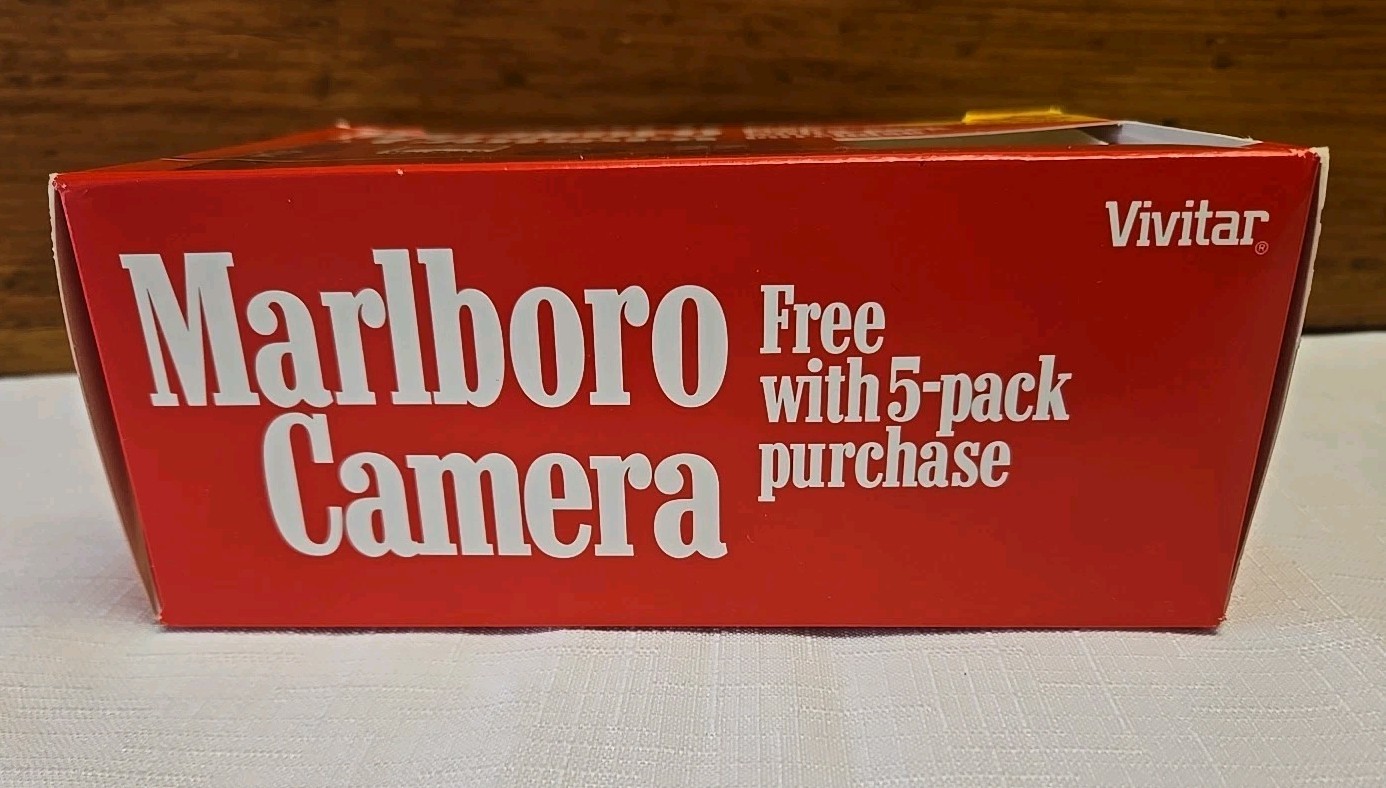 Vivitar®
Marlboro
Camera
Free
with 5-pack
purchase